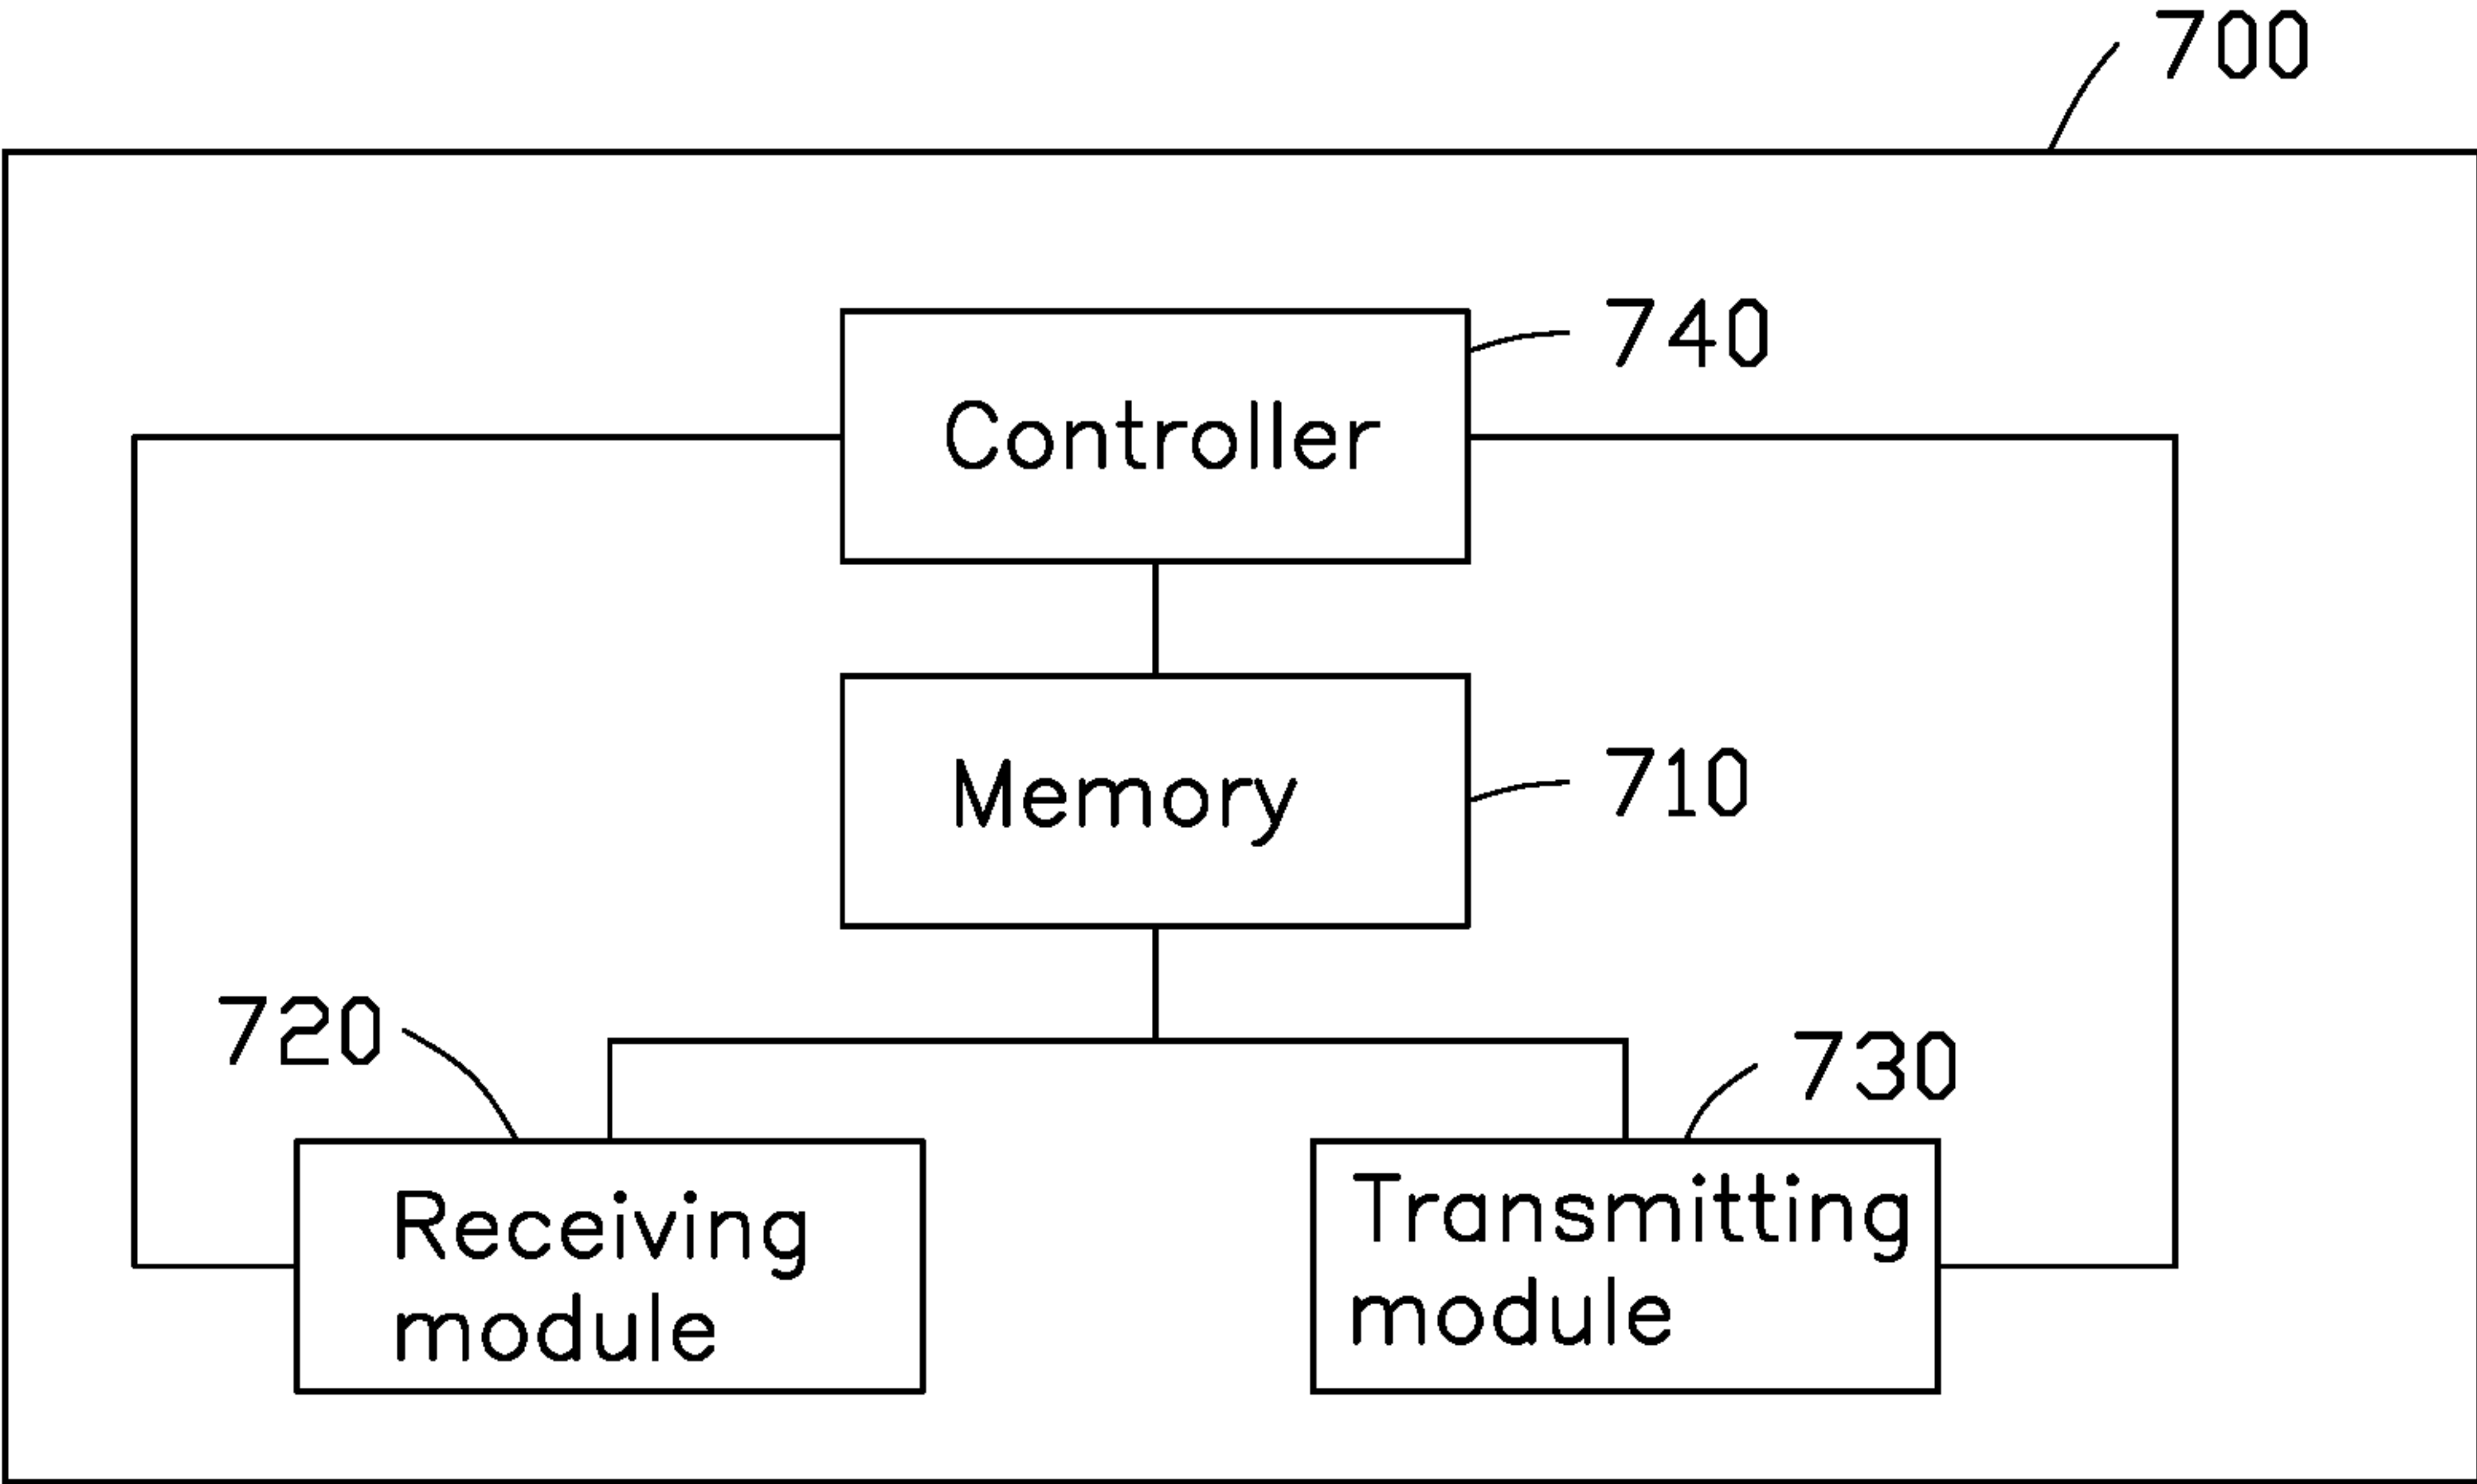 700
740
Controller
Memory
710
720
730
Receiving
module
Transmitting
module